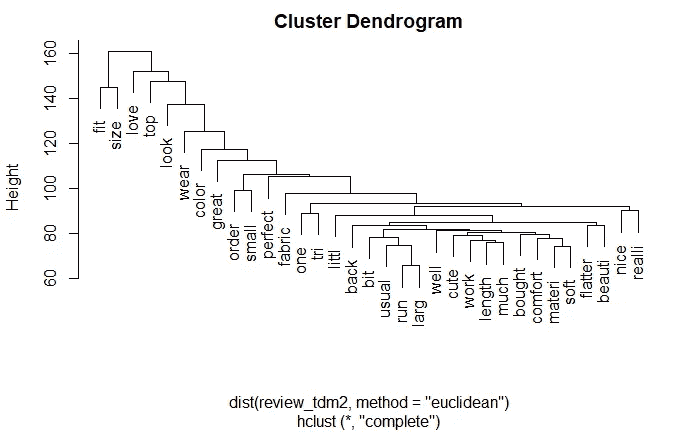 Cluster Dendrogram
Height
160
140
120
100
80
60
fit
size
love
top
look
wear
color
great
order
small
perfect
fabric
one
tri
littl
back
bit
usual
run
larg
well
cute
work
length
much
bought
comfort
materi
soft
flatter
beauti
nice
realli
dist(review_tdm2, method = "euclidean")
hclust (*, "complete")